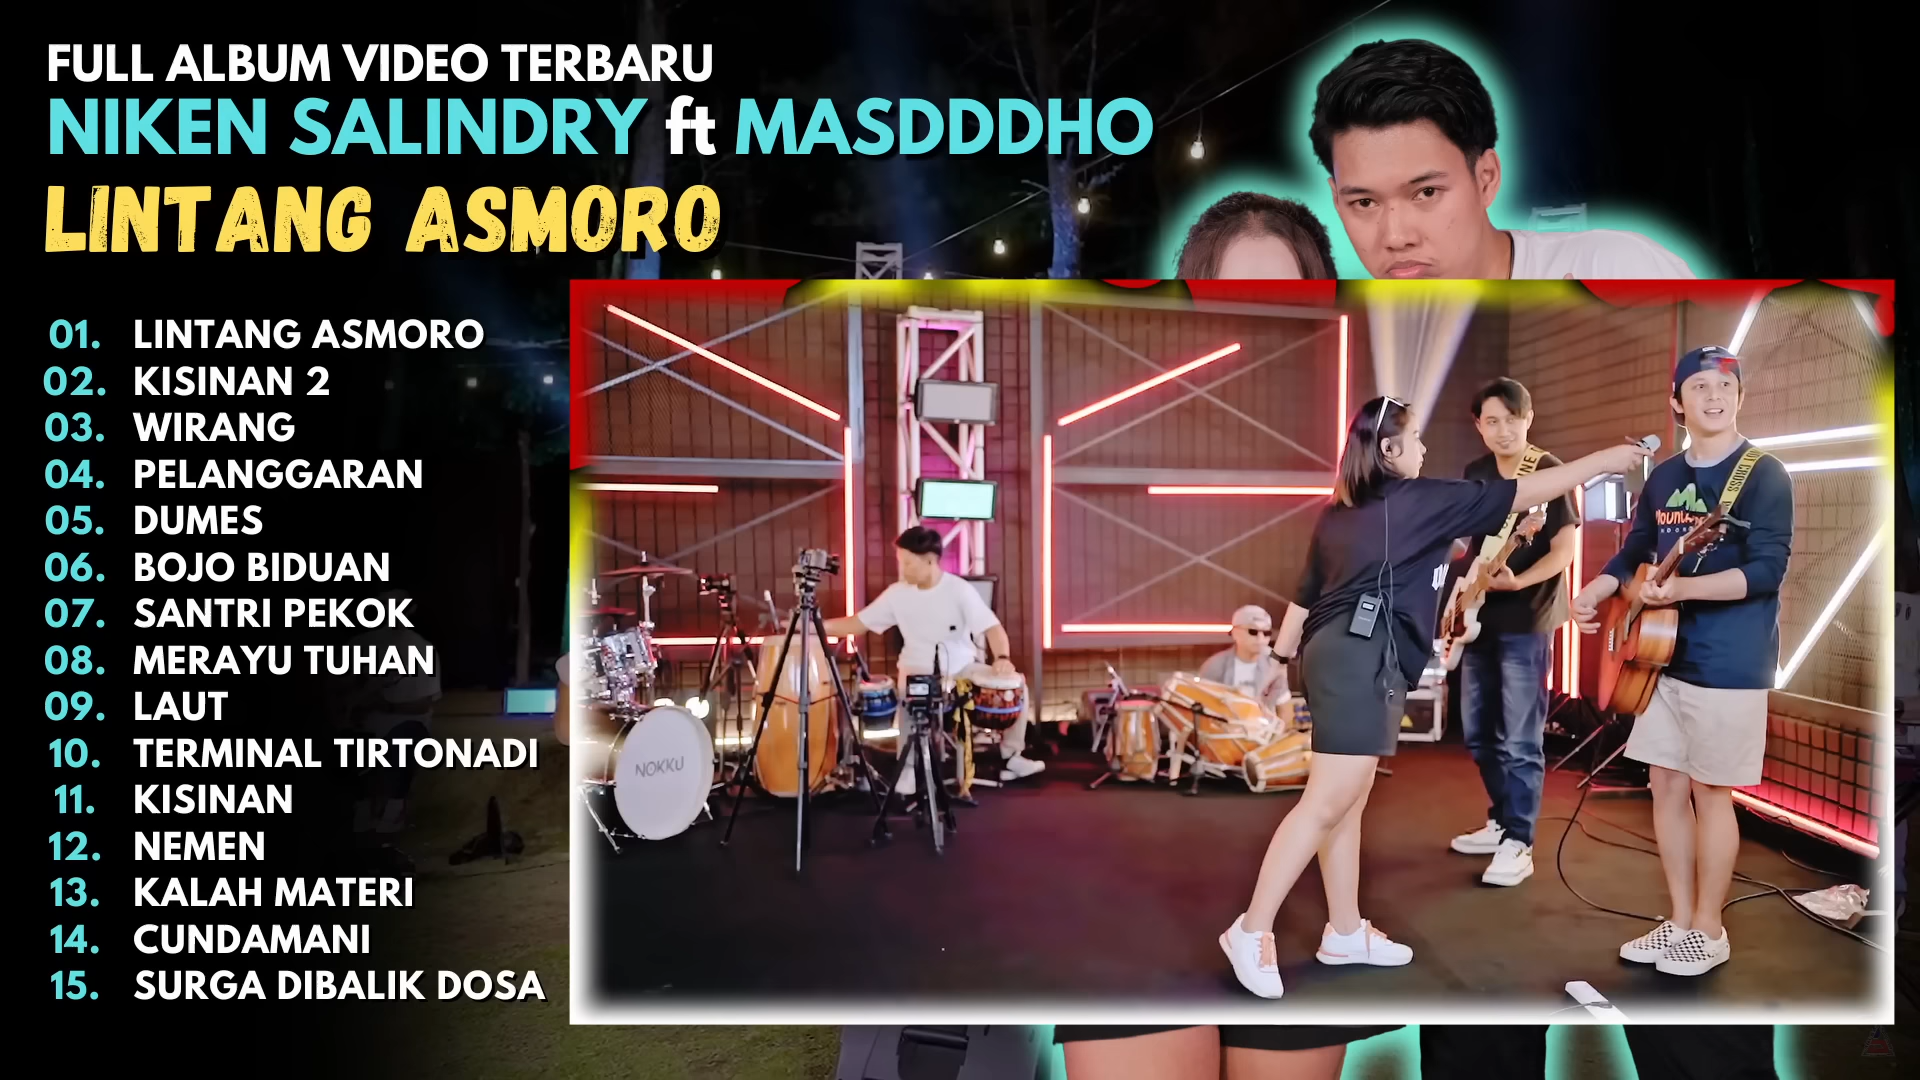 FULL ALBUM VIDEO TERBARU
NIKEN SALINDRY ft MASDDDHO
LINTANG ASMORO
01. LINTANG ASMORO
02. KISINAN 2
03. WIRANG
04. PELANGGARAN
05. DUMES
06. BOJO BIDUAN
07. SANTRI PEKOK
08. MERAYU TUHAN
09. LAUT
10. TERMINAL TIRTONADI
11. KISINAN
12. NEMEN
13. KALAH MATERI
14. CUNDAMANI
15. SURGA DIBALIK DOSA
NOKKU
CROSS